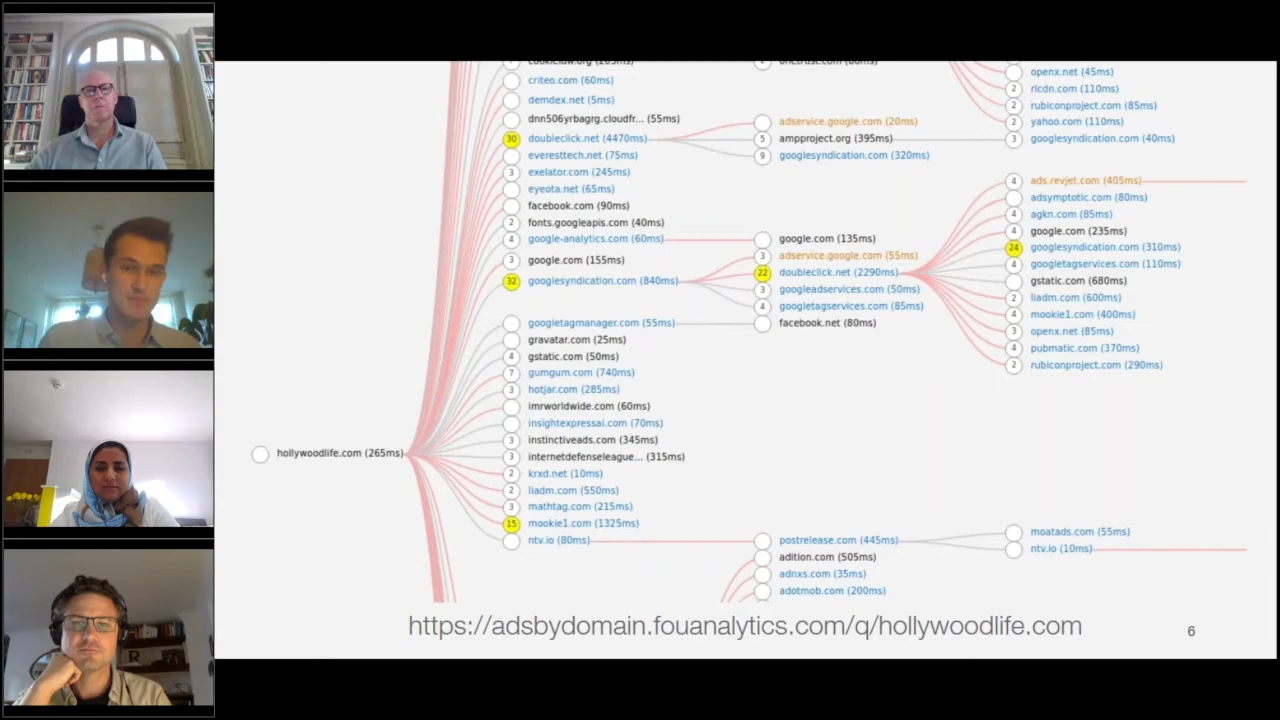 cookielaw.org (205ms)
criteo.com (60ms)
demdex.net (5ms)
dnn506yrbagrg.cloudfr... (55ms)
30 doubleclick.net (4470ms)
everesttech.net (75ms)
3 exelator.com (245ms)
eyeota.net (65ms)
facebook.com (90ms)
2 fonts.googleapis.com (40ms)
4 google-analytics.com (60ms)
3 google.com (155ms)
32 googlesyndication.com (840ms)
googletagmanager.com (55ms)
gravatar.com (25ms)
4 gstatic.com (50ms)
7 gumgum.com (740ms)
3 hotjar.com (285ms)
imrworldwide.com (60ms)
insightexpressai.com (70ms)
3 instinctiveads.com (345ms)
3 internetdefenseleague... (315ms)
2 krxd.net (10ms)
2 liadm.com (550ms)
3 mathtag.com (215ms)
15 mookie1.com (1325ms)
ntv.io (80ms)
hollywoodlife.com (265ms)
2 onetrust.com (80ms)
adservice.google.com (20ms)
5 ampproject.org (395ms)
9 googlesyndication.com (320ms)
google.com (135ms)
3 adservice.google.com (55ms)
22 doubleclick.net (2290ms)
3 googleadservices.com (50ms)
4 googletagservices.com (85ms)
facebook.net (80ms)
postrelease.com (445ms)
adition.com (505ms)
adnxs.com (35ms)
adotmob.com (200ms)
openx.net (45ms)
2 rlcdn.com (110ms)
2 rubiconproject.com (85ms)
2 yahoo.com (110ms)
3 googlesyndication.com (40ms)
4 ads.revjet.com (405ms)
adsymptotic.com (80ms)
4 agkn.com (85ms)
4 google.com (235ms)
24 googlesyndication.com (310ms)
4 googletagservices.com (110ms)
gstatic.com (680ms)
2 liadm.com (600ms)
4 mookie1.com (400ms)
3 openx.net (85ms)
4 pubmatic.com (370ms)
2 rubiconproject.com (290ms)
moatads.com (55ms)
ntv.io (10ms)
https://adsbydomain.fouanalytics.com/q/hollywoodlife.com
6